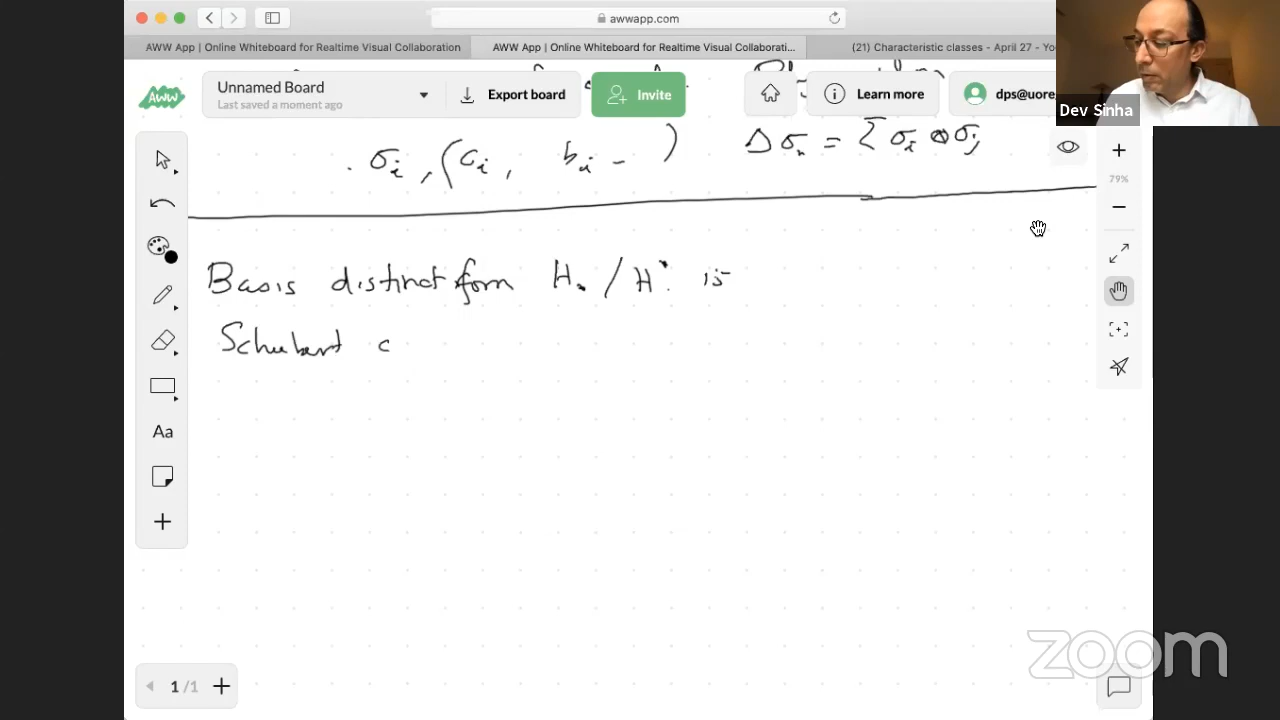 awwapp.com
AWW App | Online Whiteboard for Realtime Visual Collaboration
AWW App | Online Whiteboard for Realtime Visual Collaborati...
(21) Characteristic classes - April 27 - Yo
AWW
Unnamed Board
Last saved a moment ago
Export board
Invite
Learn more
dps@uore
Dev Sinha
. σᵢ , (cᵢ , bᵢ - )
Δ σₙ = Σ σᵢ ⊗ σⱼ
79%
Basis distinct from H. / H˙. is
Schubert c
Aa
1 /1
zoom